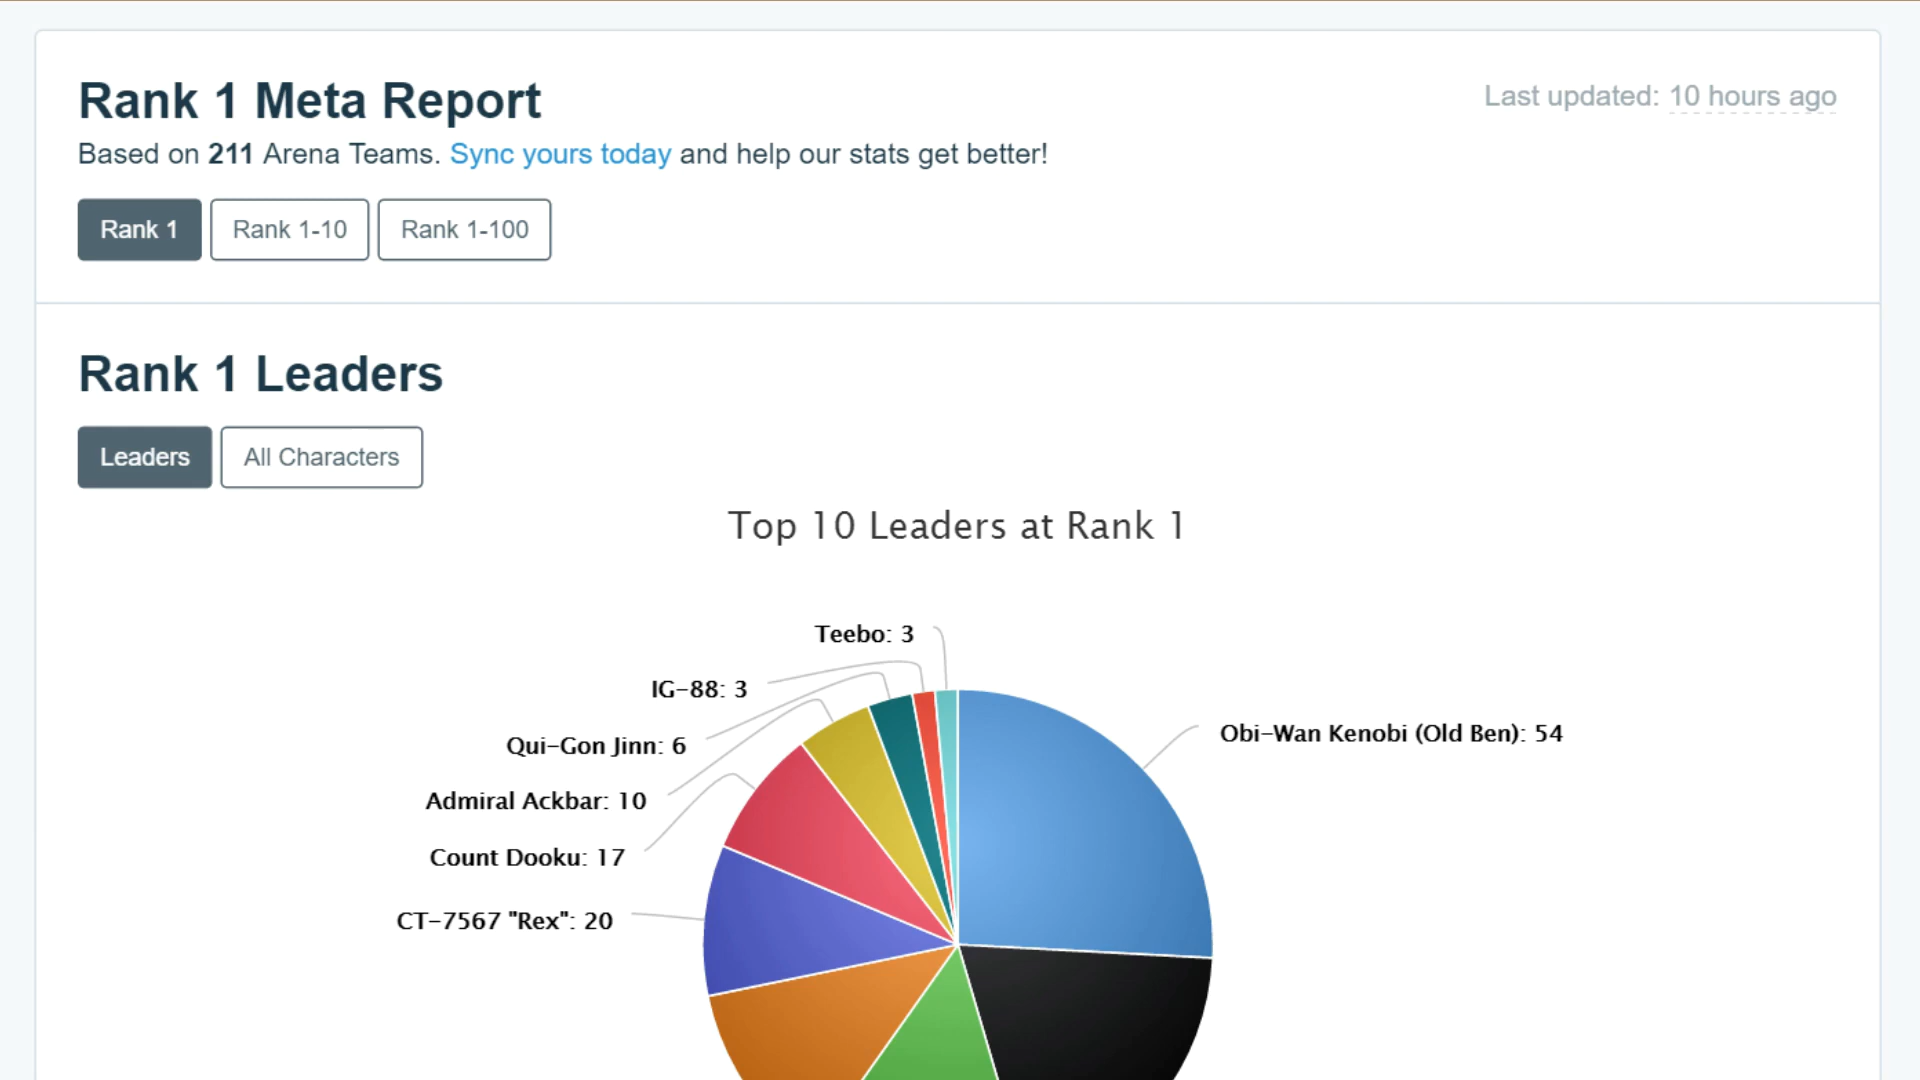 Rank 1 Meta Report
Last updated: 10 hours ago
Based on 211 Arena Teams. Sync yours today and help our stats get better!
Rank 1
Rank 1-10
Rank 1-100
Rank 1 Leaders
Leaders
All Characters
Top 10 Leaders at Rank 1
Teebo: 3
IG-88: 3
Obi-Wan Kenobi (Old Ben): 54
Qui-Gon Jinn: 6
Admiral Ackbar: 10
Count Dooku: 17
CT-7567 "Rex": 20